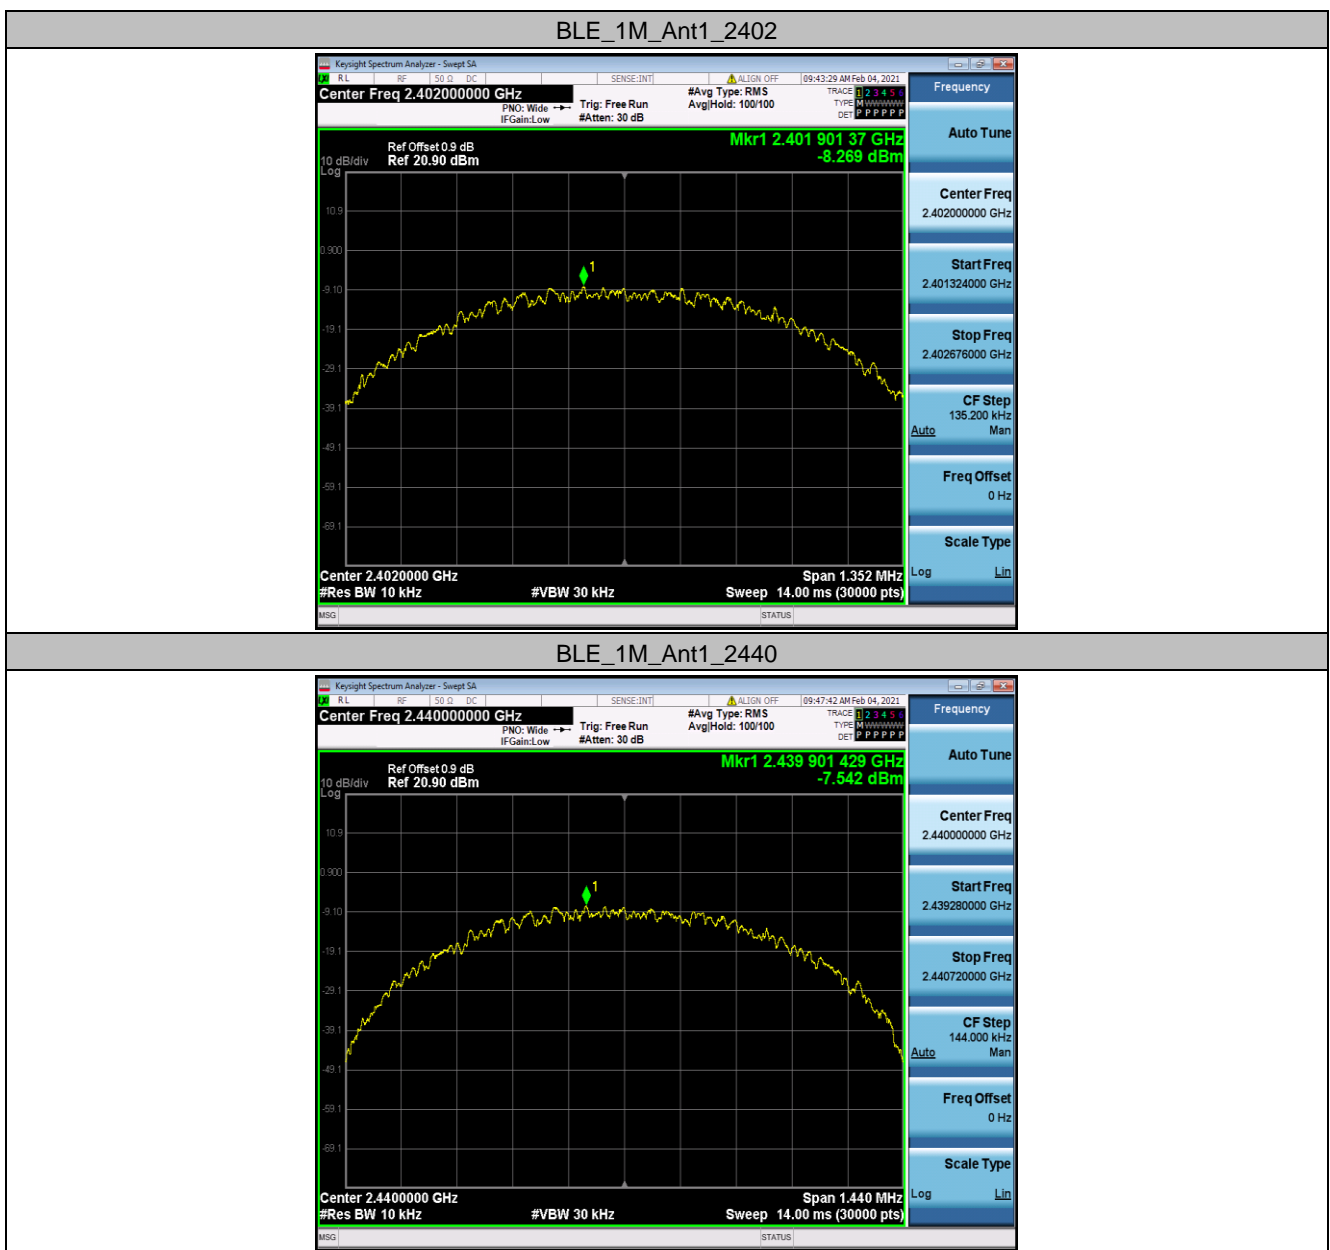 BLE_1M_Ant1_2402
Keysight Spectrum Analyzer - Swept SA
RL RF 50 Ω DC SENSE:INT ALIGN OFF 09:43:29 AM Feb 04, 2021
Center Freq 2.402000000 GHz
PNO: Wide
IFGain:Low
Trig: Free Run
#Atten: 30 dB
#Avg Type: RMS
Avg|Hold: 100/100
TRACE 1 2 3 4 5 6
TYPE M WWWWW
DET P P P P P P
Frequency
Auto Tune
Mkr1 2.401 901 37 GHz
-8.269 dBm
Ref Offset 0.9 dB
10 dB/div Ref 20.90 dBm
Log
10.9
0.900
-9.10
-19.1
-29.1
-39.1
-49.1
-59.1
-69.1
1
Center Freq
2.402000000 GHz
Start Freq
2.401324000 GHz
Stop Freq
2.402676000 GHz
CF Step
135.200 kHz
Auto Man
Freq Offset
0 Hz
Scale Type
Log Lin
Center 2.4020000 GHz Span 1.352 MHz
#Res BW 10 kHz #VBW 30 kHz Sweep 14.00 ms (30000 pts)
MSG STATUS
BLE_1M_Ant1_2440
Keysight Spectrum Analyzer - Swept SA
RL RF 50 Ω DC SENSE:INT ALIGN OFF 09:47:42 AM Feb 04, 2021
Center Freq 2.440000000 GHz
PNO: Wide
IFGain:Low
Trig: Free Run
#Atten: 30 dB
#Avg Type: RMS
Avg|Hold: 100/100
TRACE 1 2 3 4 5 6
TYPE M WWWWW
DET P P P P P P
Frequency
Auto Tune
Mkr1 2.439 901 429 GHz
-7.542 dBm
Ref Offset 0.9 dB
10 dB/div Ref 20.90 dBm
Log
10.9
0.900
-9.10
-19.1
-29.1
-39.1
-49.1
-59.1
-69.1
1
Center Freq
2.440000000 GHz
Start Freq
2.439280000 GHz
Stop Freq
2.440720000 GHz
CF Step
144.000 kHz
Auto Man
Freq Offset
0 Hz
Scale Type
Log Lin
Center 2.4400000 GHz Span 1.440 MHz
#Res BW 10 kHz #VBW 30 kHz Sweep 14.00 ms (30000 pts)
MSG STATUS